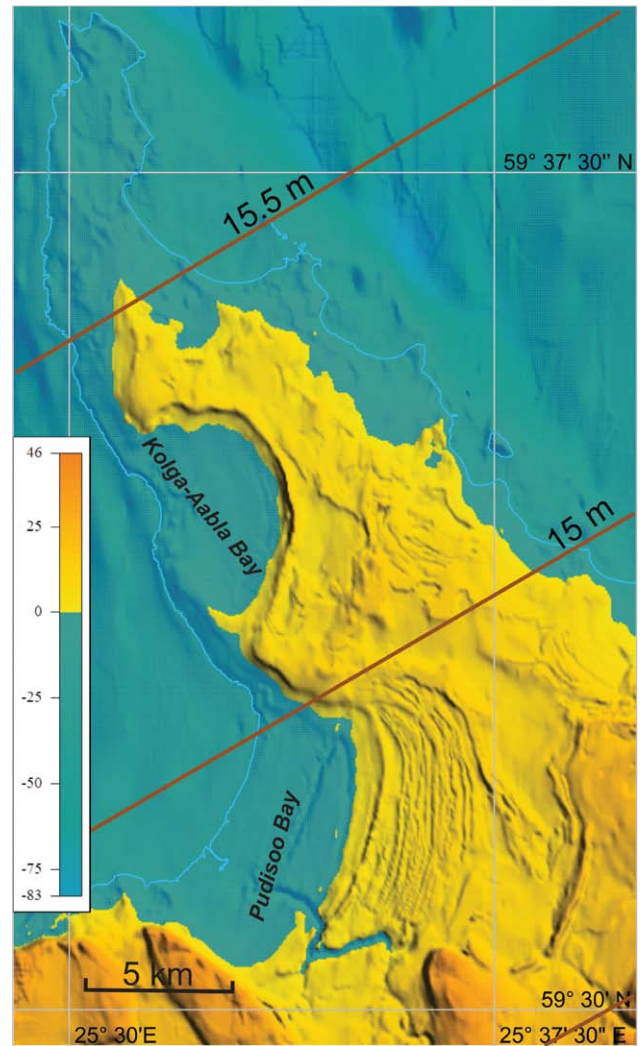 59° 37' 30'' N
15.5 m
Kolga-Aabla Bay
46
25
0
-25
-50
-75
-83
15 m
Pudisoo Bay
5 km
59° 30' N
25° 30'E
25° 37' 30'' E